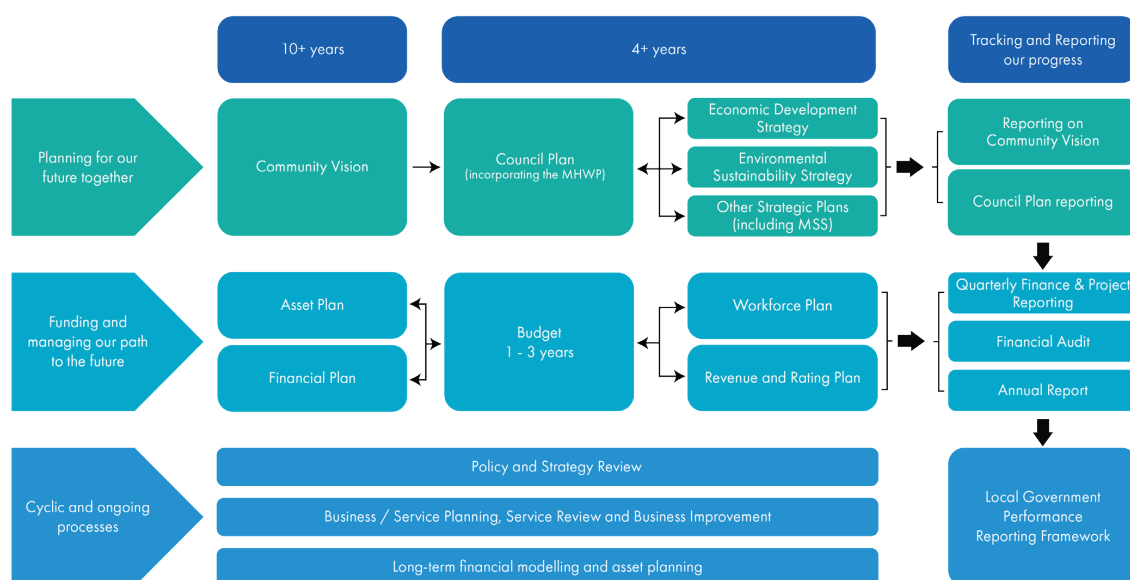 10+ years
4+ years
Tracking and Reporting
our progress
Planning for our
future together
Community Vision
Council Plan
(incorporating the MHWP)
Economic Development
Strategy
Environmental
Sustainability Strategy
Other Strategic Plans
(including MSS)
Reporting on
Community Vision
Council Plan reporting
Funding and
managing our path
to the future
Asset Plan
Financial Plan
Budget
1 - 3 years
Workforce Plan
Revenue and Rating Plan
Quarterly Finance & Project
Reporting
Financial Audit
Annual Report
Cyclic and ongoing
processes
Policy and Strategy Review
Business / Service Planning, Service Review and Business Improvement
Long-term financial modelling and asset planning
Local Government
Performance
Reporting Framework